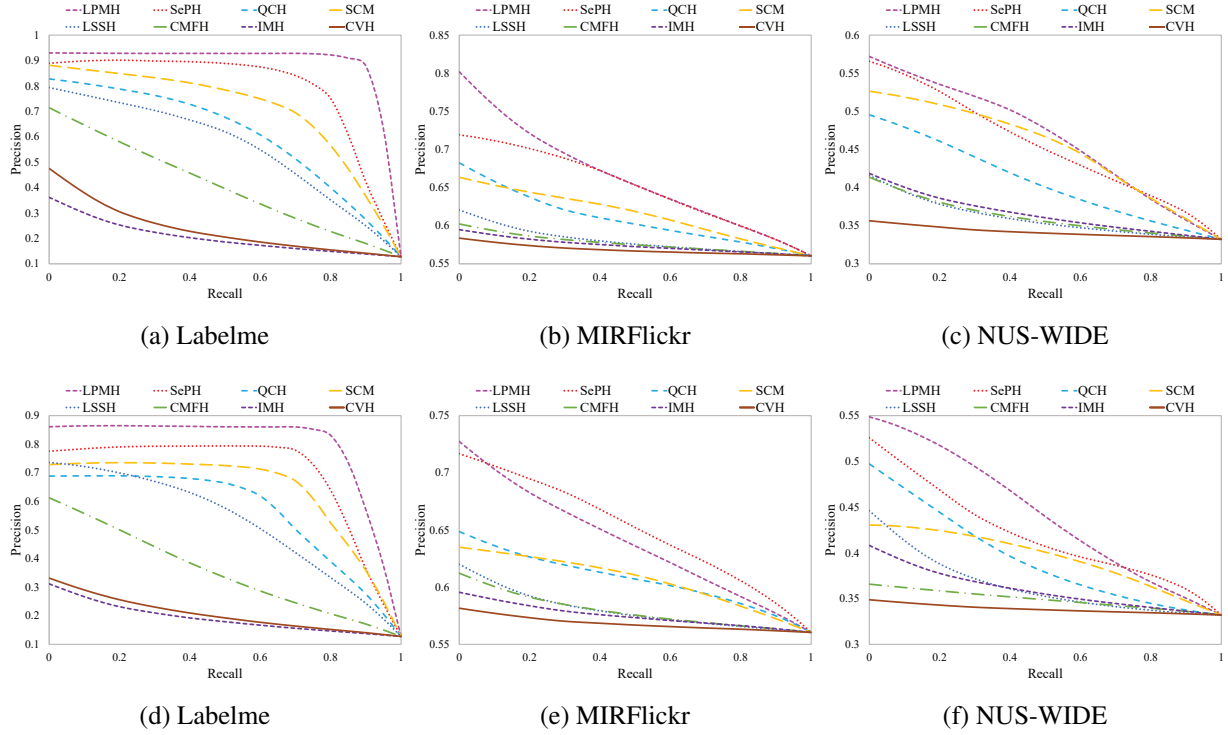 LPMH SePH QCH SCM
LSSH CMFH IMH CVH
1
0.9
0.8
0.7
0.6
0.5
0.4
0.3
0.2
0.1
Precision
0 0.2 0.4 0.6 0.8 1
Recall
(a) Labelme
LPMH SePH QCH SCM
LSSH CMFH IMH CVH
0.85
0.8
0.75
0.7
0.65
0.6
0.55
Precision
0 0.2 0.4 0.6 0.8 1
Recall
(b) MIRFlickr
LPMH SePH QCH SCM
LSSH CMFH IMH CVH
0.6
0.55
0.5
0.45
0.4
0.35
0.3
Precision
0 0.2 0.4 0.6 0.8 1
Recall
(c) NUS-WIDE
LPMH SePH QCH SCM
LSSH CMFH IMH CVH
0.9
0.8
0.7
0.6
0.5
0.4
0.3
0.2
0.1
Precision
0 0.2 0.4 0.6 0.8 1
Recall
(d) Labelme
LPMH SePH QCH SCM
LSSH CMFH IMH CVH
0.75
0.7
0.65
0.6
0.55
Precision
0 0.2 0.4 0.6 0.8 1
Recall
(e) MIRFlickr
LPMH SePH QCH SCM
LSSH CMFH IMH CVH
0.55
0.5
0.45
0.4
0.35
0.3
Precision
0 0.2 0.4 0.6 0.8 1
Recall
(f) NUS-WIDE